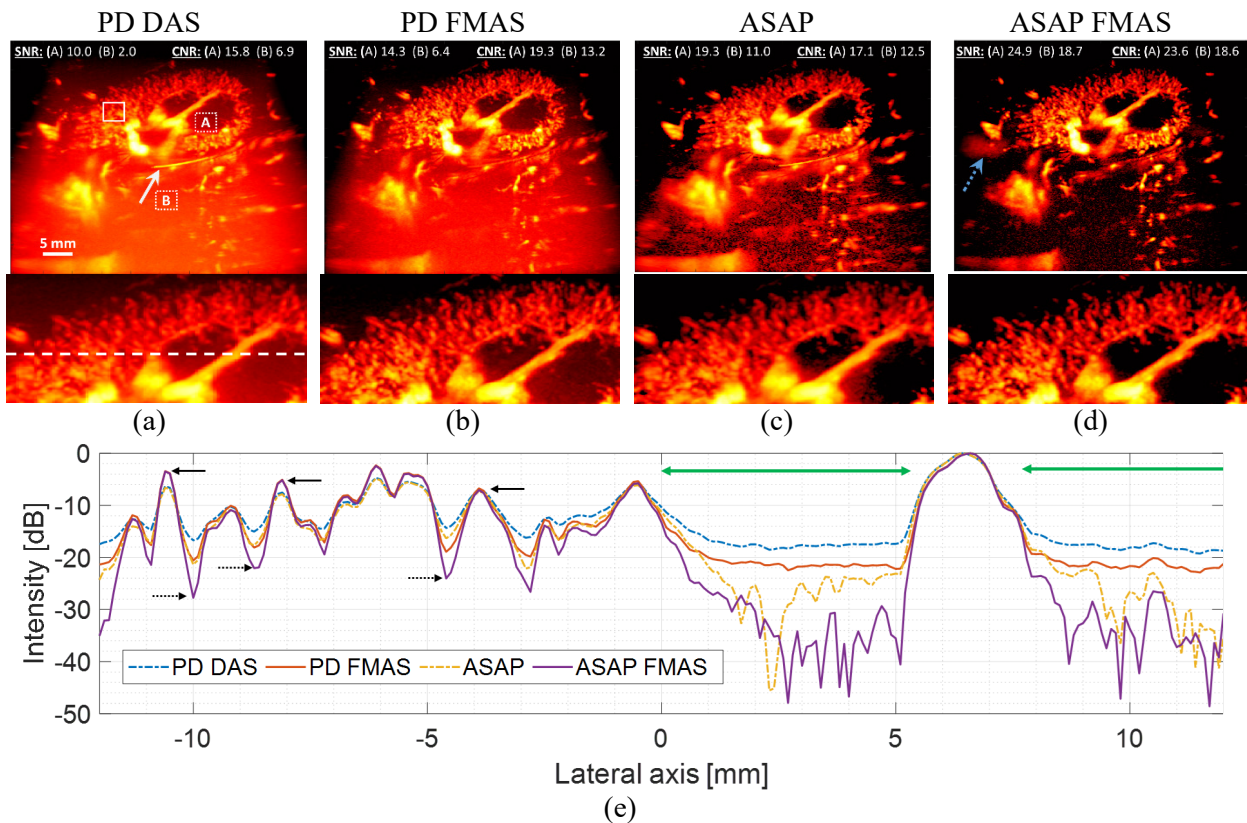 PD DAS
PD FMAS
ASAP
ASAP FMAS
SNR: (A) 10.0 (B) 2.0 CNR: (A) 15.8 (B) 6.9
SNR: (A) 14.3 (B) 6.4 CNR: (A) 19.3 (B) 13.2
SNR: (A) 19.3 (B) 11.0 CNR: (A) 17.1 (B) 12.5
SNR: (A) 24.9 (B) 18.7 CNR: (A) 23.6 (B) 18.6
A
B
5 mm
(a)
(b)
(c)
(d)
Intensity [dB]
0
-10
-20
-30
-40
-50
PD DAS PD FMAS ASAP ASAP FMAS
-10 -5 0 5 10
Lateral axis [mm]
(e)